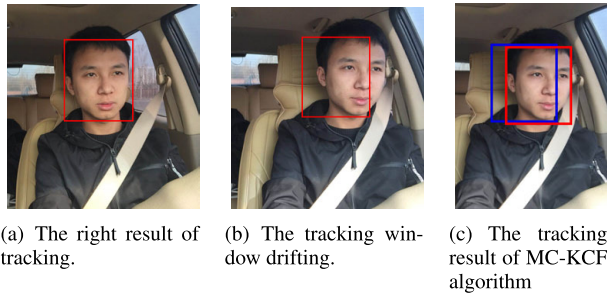 (a) The right result of
tracking.
(b) The tracking win-
dow drifting.
(c) The tracking
result of MC-KCF
algorithm